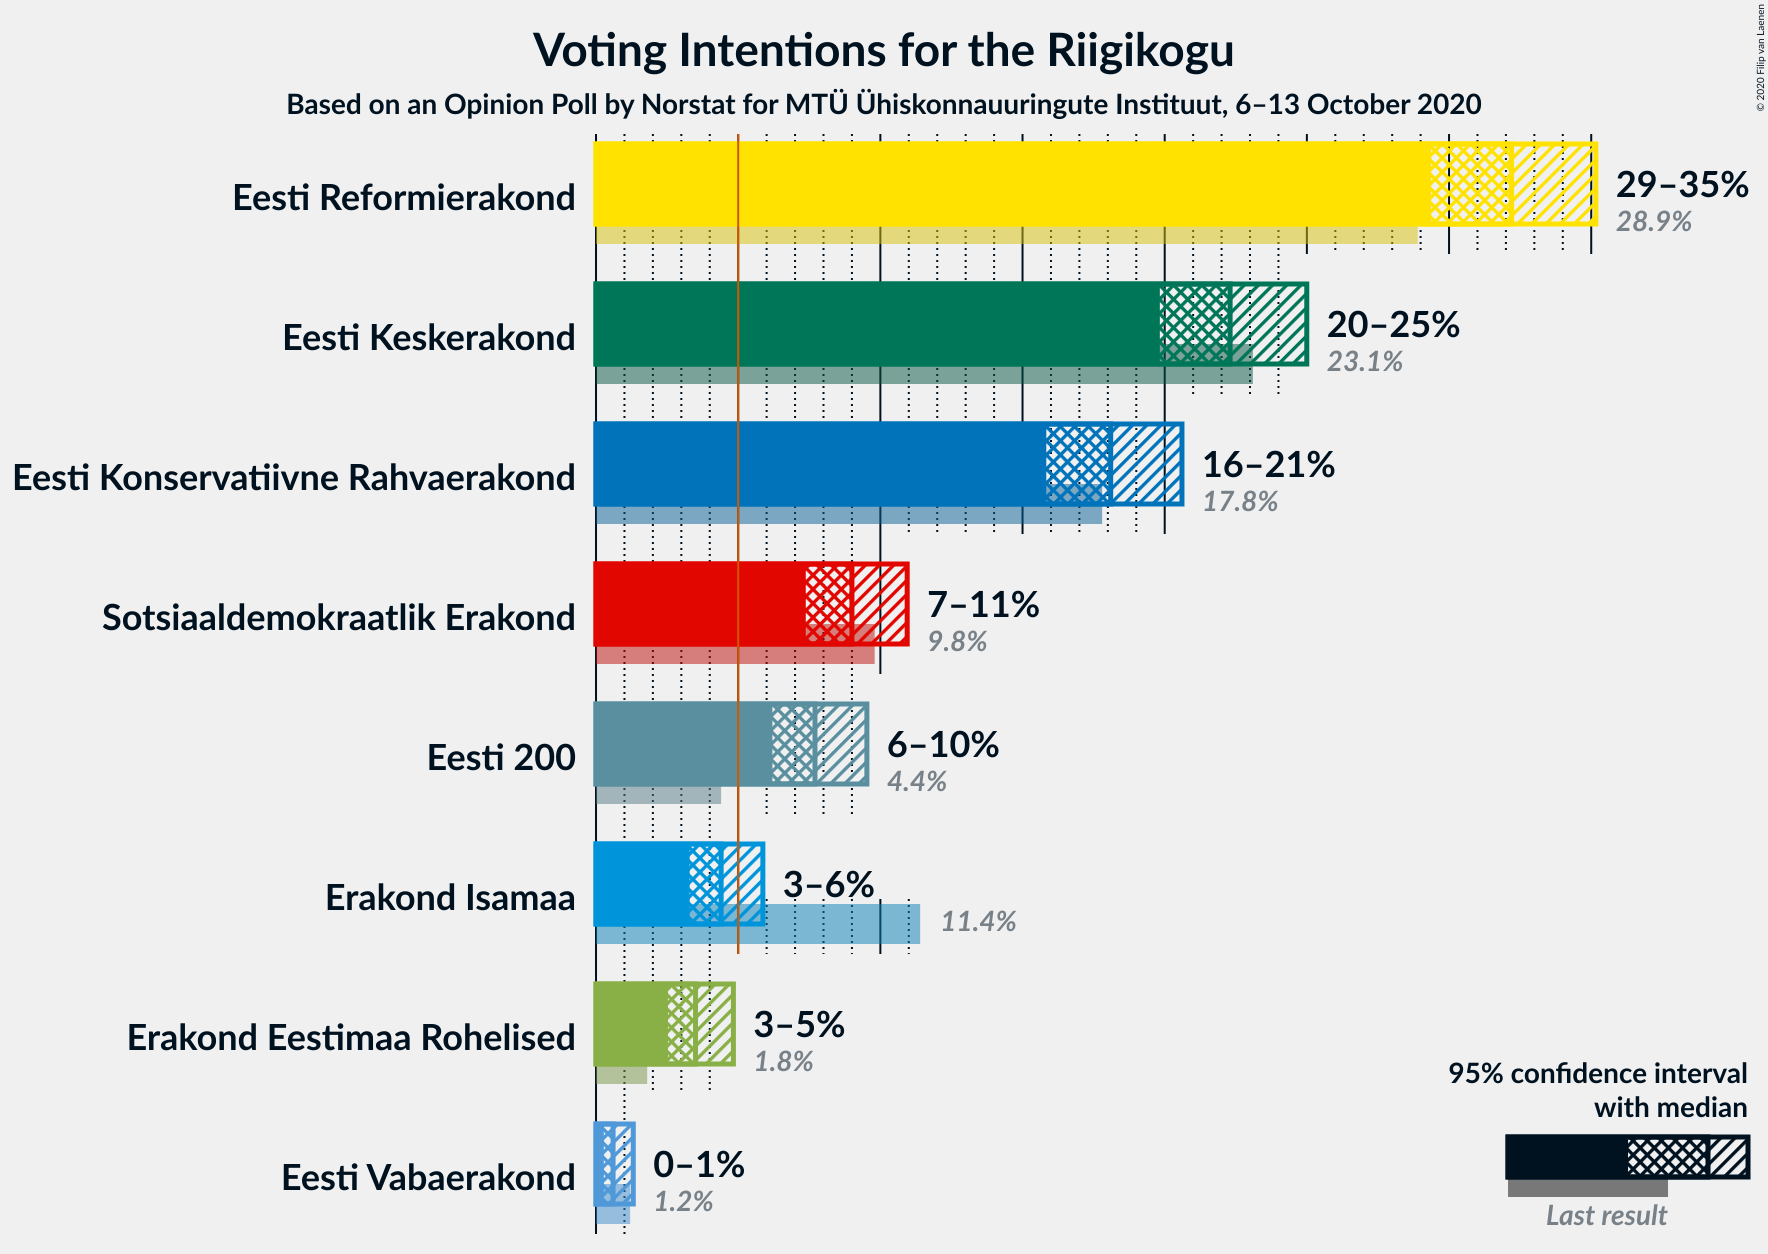 Voting Intentions for the Riigikogu
Based on an Opinion Poll by Norstat for MTÜ Ühiskonnauuringute Instituut, 6–13 October 2020
© 2020 Filip van Laenen
Eesti Reformierakond
29–35%
28.9%
Eesti Keskerakond
20–25%
23.1%
Eesti Konservatiivne Rahvaerakond
16–21%
17.8%
Sotsiaaldemokraatlik Erakond
7–11%
9.8%
Eesti 200
6–10%
4.4%
Erakond Isamaa
3–6%
11.4%
Erakond Eestimaa Rohelised
3–5%
1.8%
Eesti Vabaerakond
0–1%
1.2%
95% confidence interval
with median
Last result